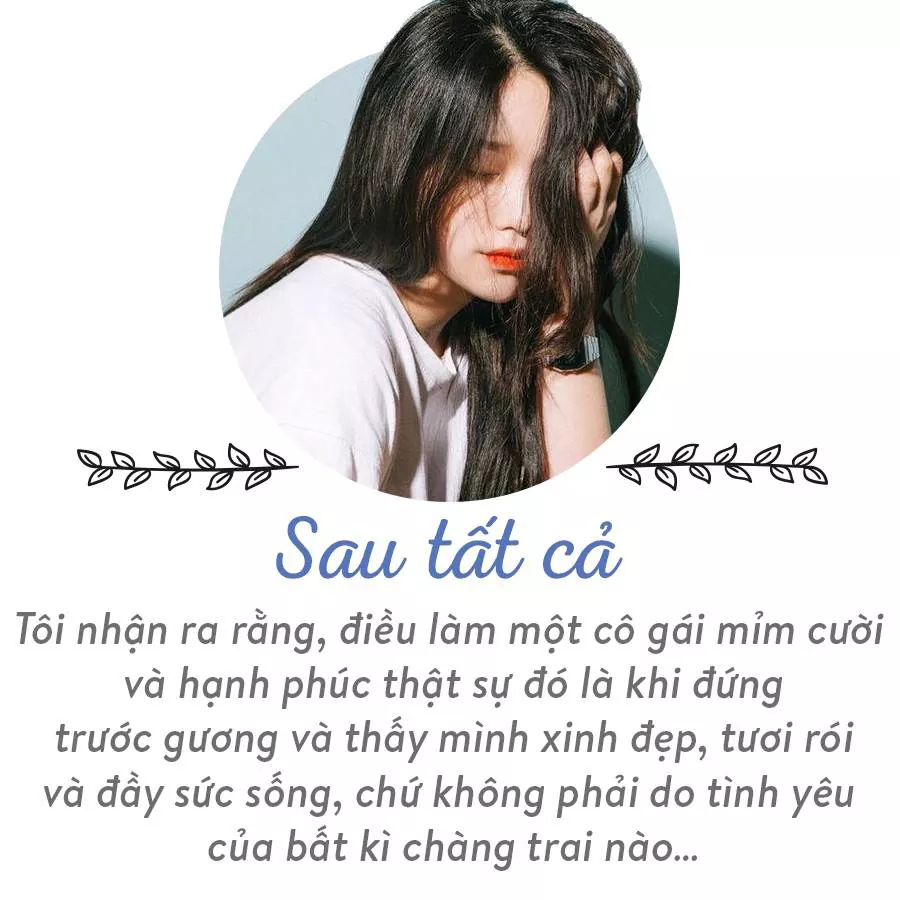 Sau tất cả
Tôi nhận ra rằng, điều làm một cô gái mỉm cười
và hạnh phúc thật sự đó là khi đứng
trước gương và thấy mình xinh đẹp, tươi rói
và đầy sức sống, chứ không phải do tình yêu
của bất kì chàng trai nào...